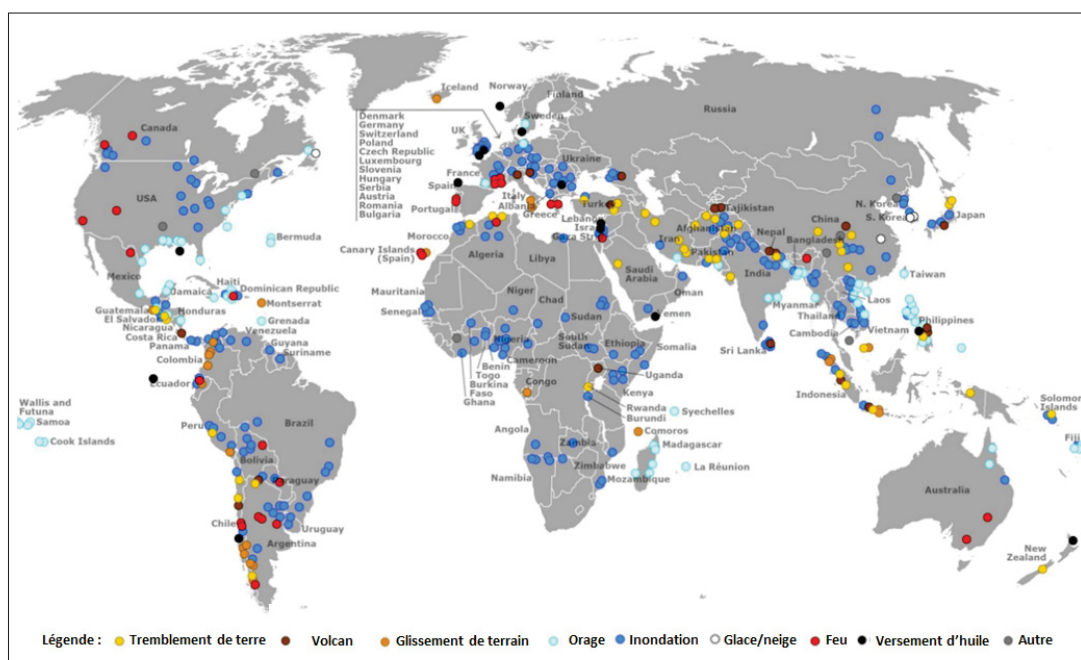 Iceland
Norway
Finland
Sweden
Russia
Denmark
Germany
Switzerland
Poland
Czech Republic
Luxembourg
Slovenia
Hungary
Serbia
Austria
Romania
Bulgaria
UK
Canada
Ukraine
France
Spain
Portugal
Italy
Albania
Greece
Turkey
Tajikistan
N. Korea
S. Korea
Japan
China
USA
Bermuda
Morocco
Algeria
Libya
Lebanon
Gaza
Afghanistan
Iran
Pakistan
Nepal
Bangladesh
India
Canary Islands
(Spain)
Saudi
Arabia
Oman
Taiwan
Mexico
Haiti
Dominican Republic
Montserrat
Grenada
Guatemala
El Salvador
Honduras
Nicaragua
Costa Rica
Panama
Venezuela
Guyana
Suriname
Colombia
Ecuador
Mauritania
Senegal
Niger
Chad
Sudan
Nigeria
Benin
Togo
Burkina
Faso
Ghana
Cameroon
South
Sudan
Ethiopia
Somalia
Yemen
Myanmar
Laos
Thailand
Cambodia
Vietnam
Philippines
Sri Lanka
Uganda
Kenya
Congo
Rwanda
Burundi
Indonesia
Solomon
Islands
Wallis and
Futuna
Samoa
Cook Islands
Peru
Brazil
Bolivia
Angola
Zambia
Zimbabwe
Namibia
Mozambique
Syechelles
Comoros
Madagascar
La Réunion
Fiji
Australia
Chile
Uruguay
Argentina
New
Zealand
Légende : Tremblement de terre Volcan Glissement de terrain Orage Inondation Glace/neige Feu Versement d’huile Autre